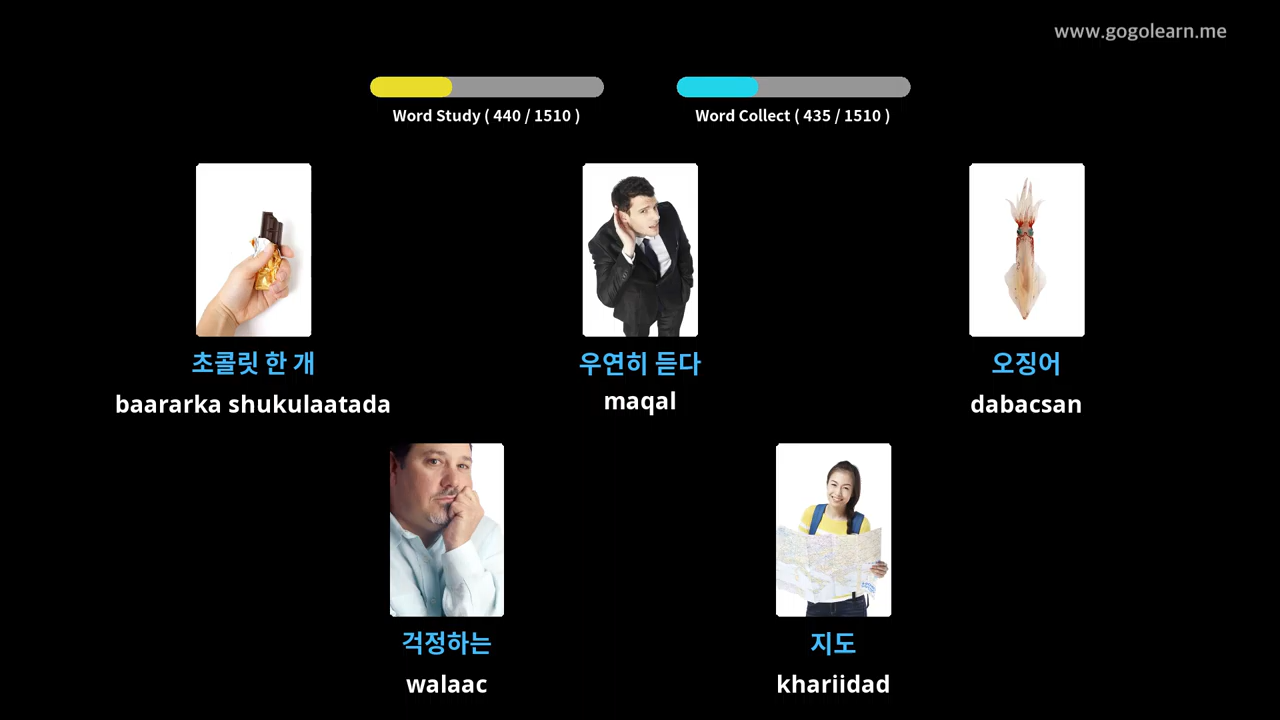 www.gogolearn.me
Word Study ( 440 / 1510 )
Word Collect ( 435 / 1510 )
초콜릿 한 개
baararka shukulaatada
우연히 듣다
maqal
오징어
dabacsan
걱정하는
walaac
지도
khariidad